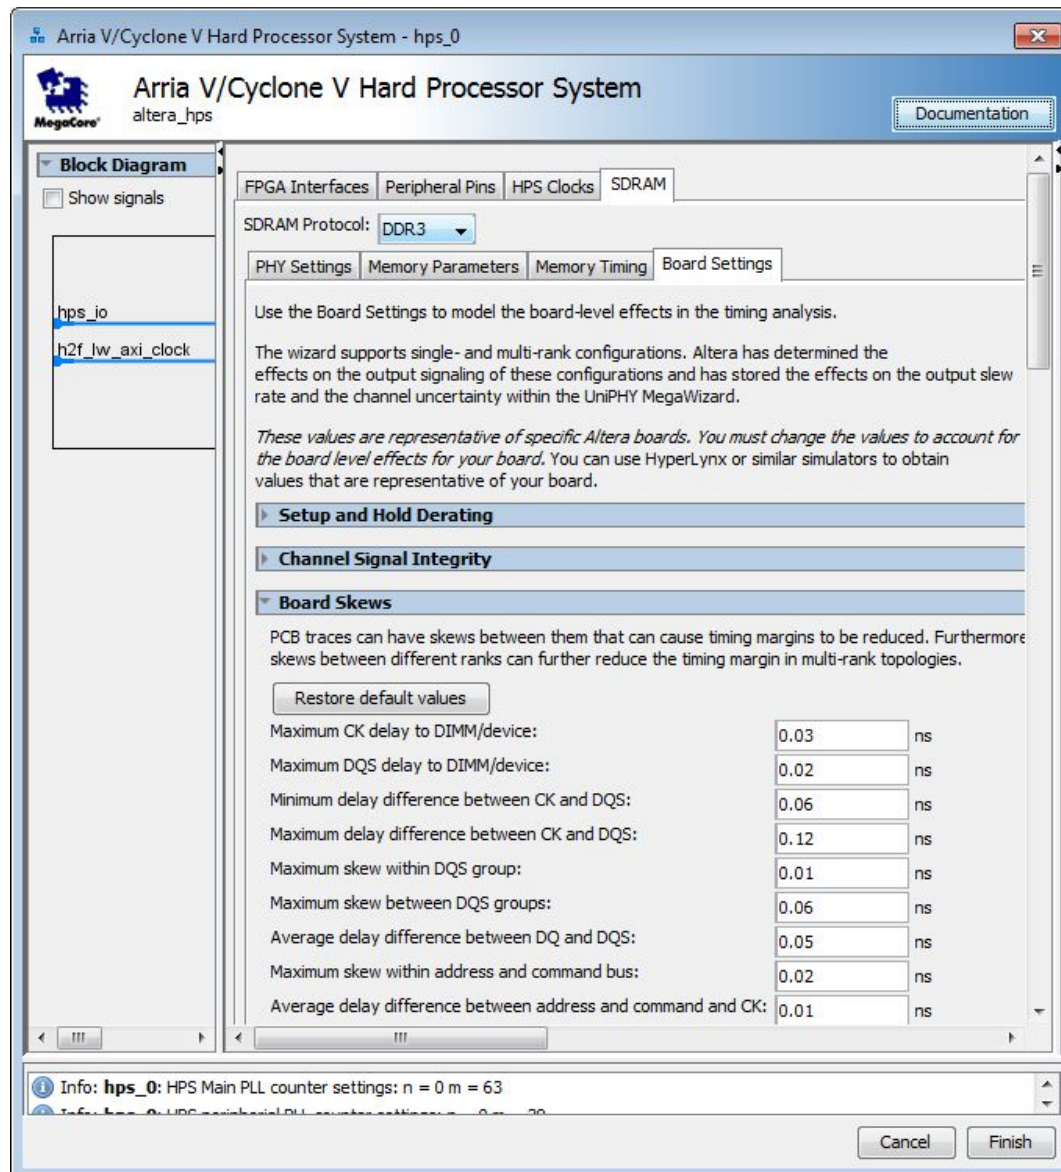 Arria V/Cyclone V Hard Processor System - hps_0
Arria V/Cyclone V Hard Processor System
altera_hps
MegaCore®
Documentation
Block Diagram
Show signals
hps_io
h2f_lw_axi_clock
FPGA Interfaces Peripheral Pins HPS Clocks SDRAM
SDRAM Protocol: DDR3
PHY Settings Memory Parameters Memory Timing Board Settings
Use the Board Settings to model the board-level effects in the timing analysis.
The wizard supports single- and multi-rank configurations. Altera has determined the
effects on the output signaling of these configurations and has stored the effects on the output slew
rate and the channel uncertainty within the UniPHY MegaWizard.
These values are representative of specific Altera boards. You must change the values to account for
the board level effects for your board. You can use HyperLynx or similar simulators to obtain
values that are representative of your board.
Setup and Hold Derating
Channel Signal Integrity
Board Skews
PCB traces can have skews between them that can cause timing margins to be reduced. Furthermore
skews between different ranks can further reduce the timing margin in multi-rank topologies.
Restore default values
Maximum CK delay to DIMM/device: 0.03 ns
Maximum DQS delay to DIMM/device: 0.02 ns
Minimum delay difference between CK and DQS: 0.06 ns
Maximum delay difference between CK and DQS: 0.12 ns
Maximum skew within DQS group: 0.01 ns
Maximum skew between DQS groups: 0.06 ns
Average delay difference between DQ and DQS: 0.05 ns
Maximum skew within address and command bus: 0.02 ns
Average delay difference between address and command and CK: 0.01 ns
Info: hps_0: HPS Main PLL counter settings: n = 0 m = 63
Cancel Finish